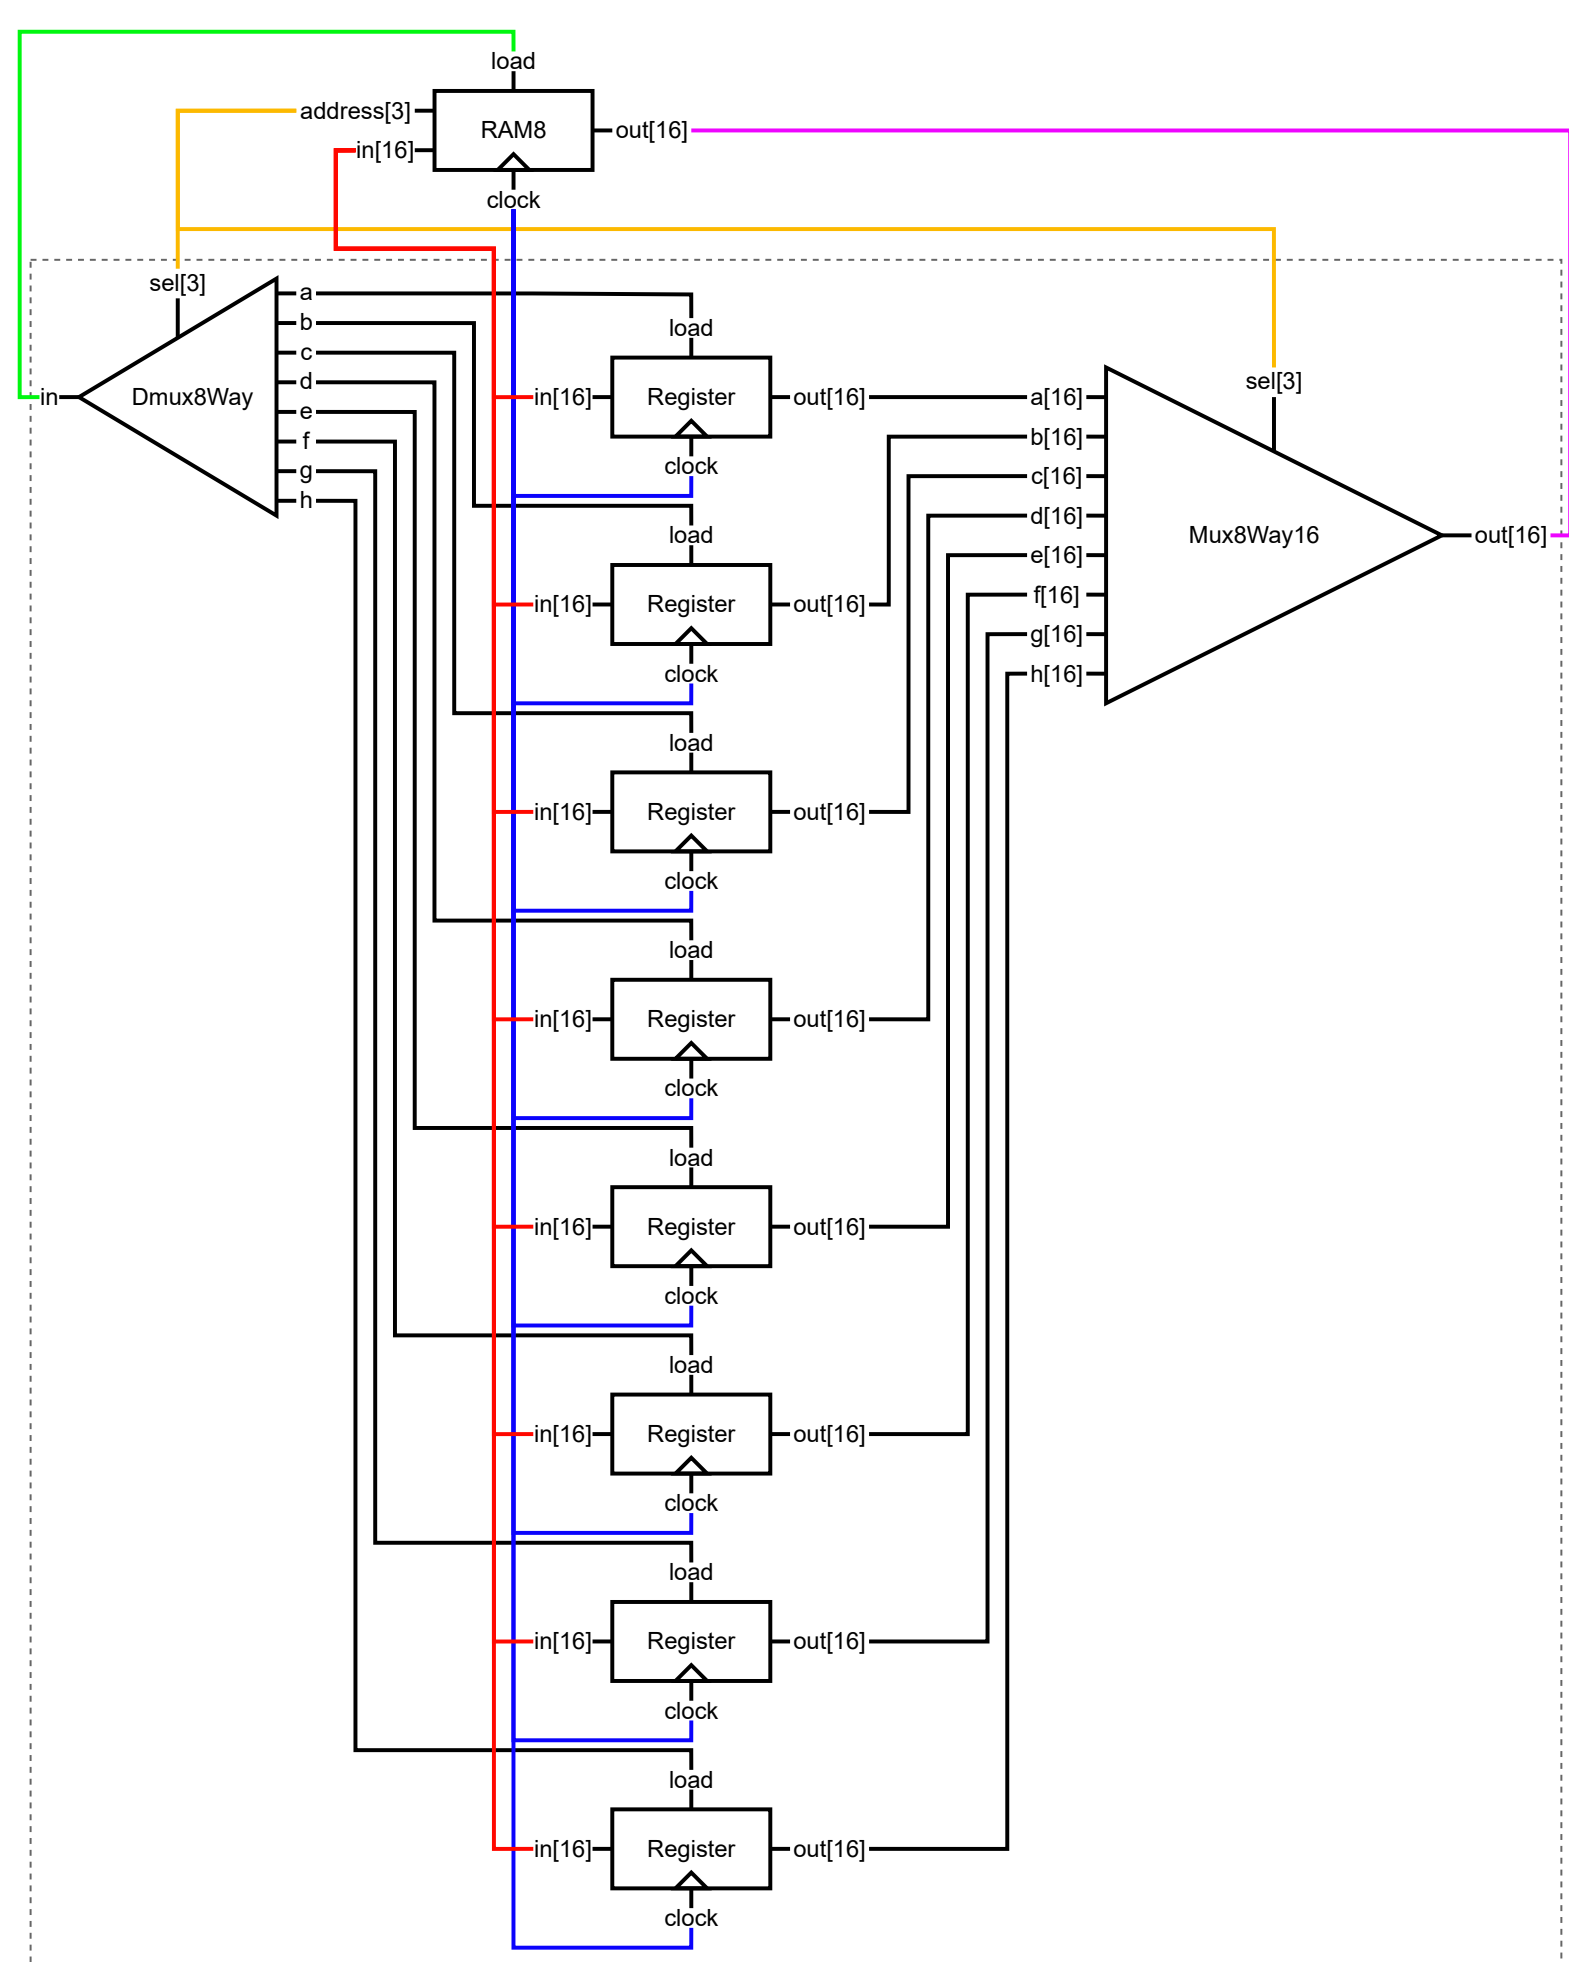 load
address[3]
RAM8
out[16]
in[16]
clock
sel[3]
a
b
c
d
e
f
g
h
in
Dmux8Way
load
in[16]
Register
out[16]
clock
load
in[16]
Register
out[16]
clock
load
in[16]
Register
out[16]
clock
load
in[16]
Register
out[16]
clock
load
in[16]
Register
out[16]
clock
load
in[16]
Register
out[16]
clock
load
in[16]
Register
out[16]
clock
load
in[16]
Register
out[16]
clock
sel[3]
a[16]
b[16]
c[16]
d[16]
e[16]
f[16]
g[16]
h[16]
Mux8Way16
out[16]